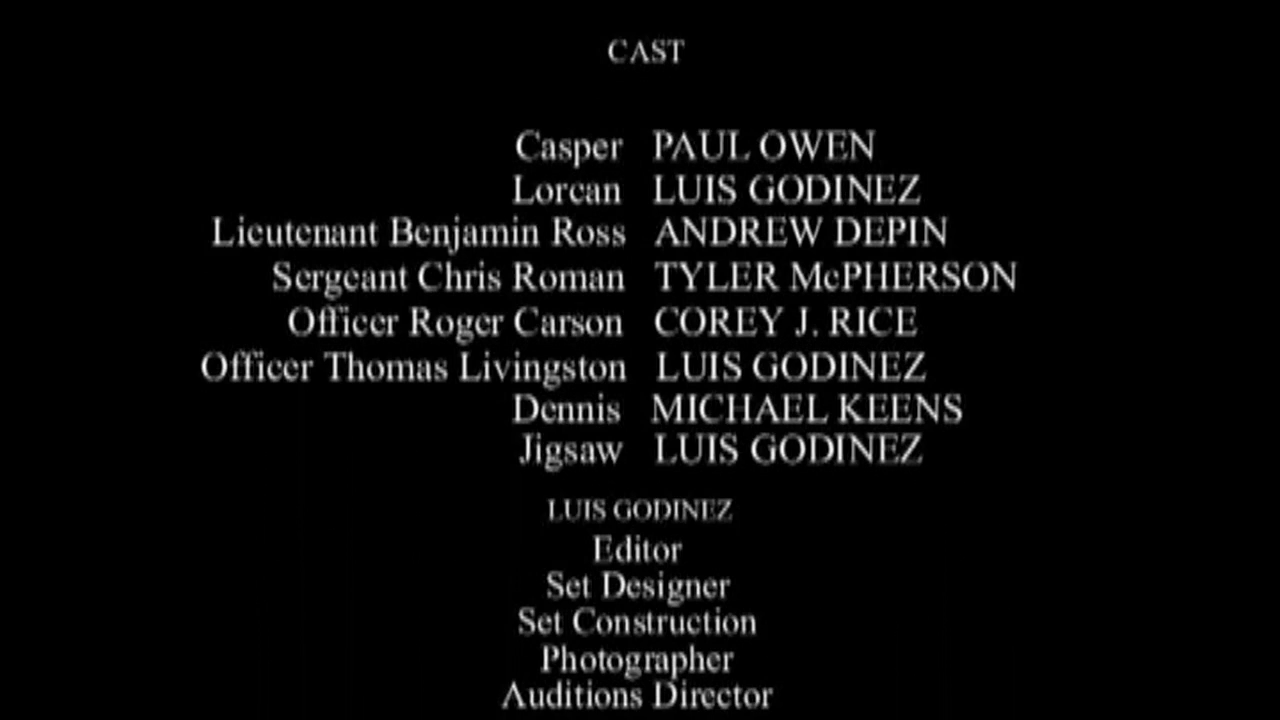 CAST
Casper PAUL OWEN
Lorcan LUIS GODINEZ
Lieutenant Benjamin Ross ANDREW DEPIN
Sergeant Chris Roman TYLER McPHERSON
Officer Roger Carson COREY J. RICE
Officer Thomas Livingston LUIS GODINEZ
Dennis MICHAEL KEENS
Jigsaw LUIS GODINEZ
LUIS GODINEZ
Editor
Set Designer
Set Construction
Photographer
Auditions Director